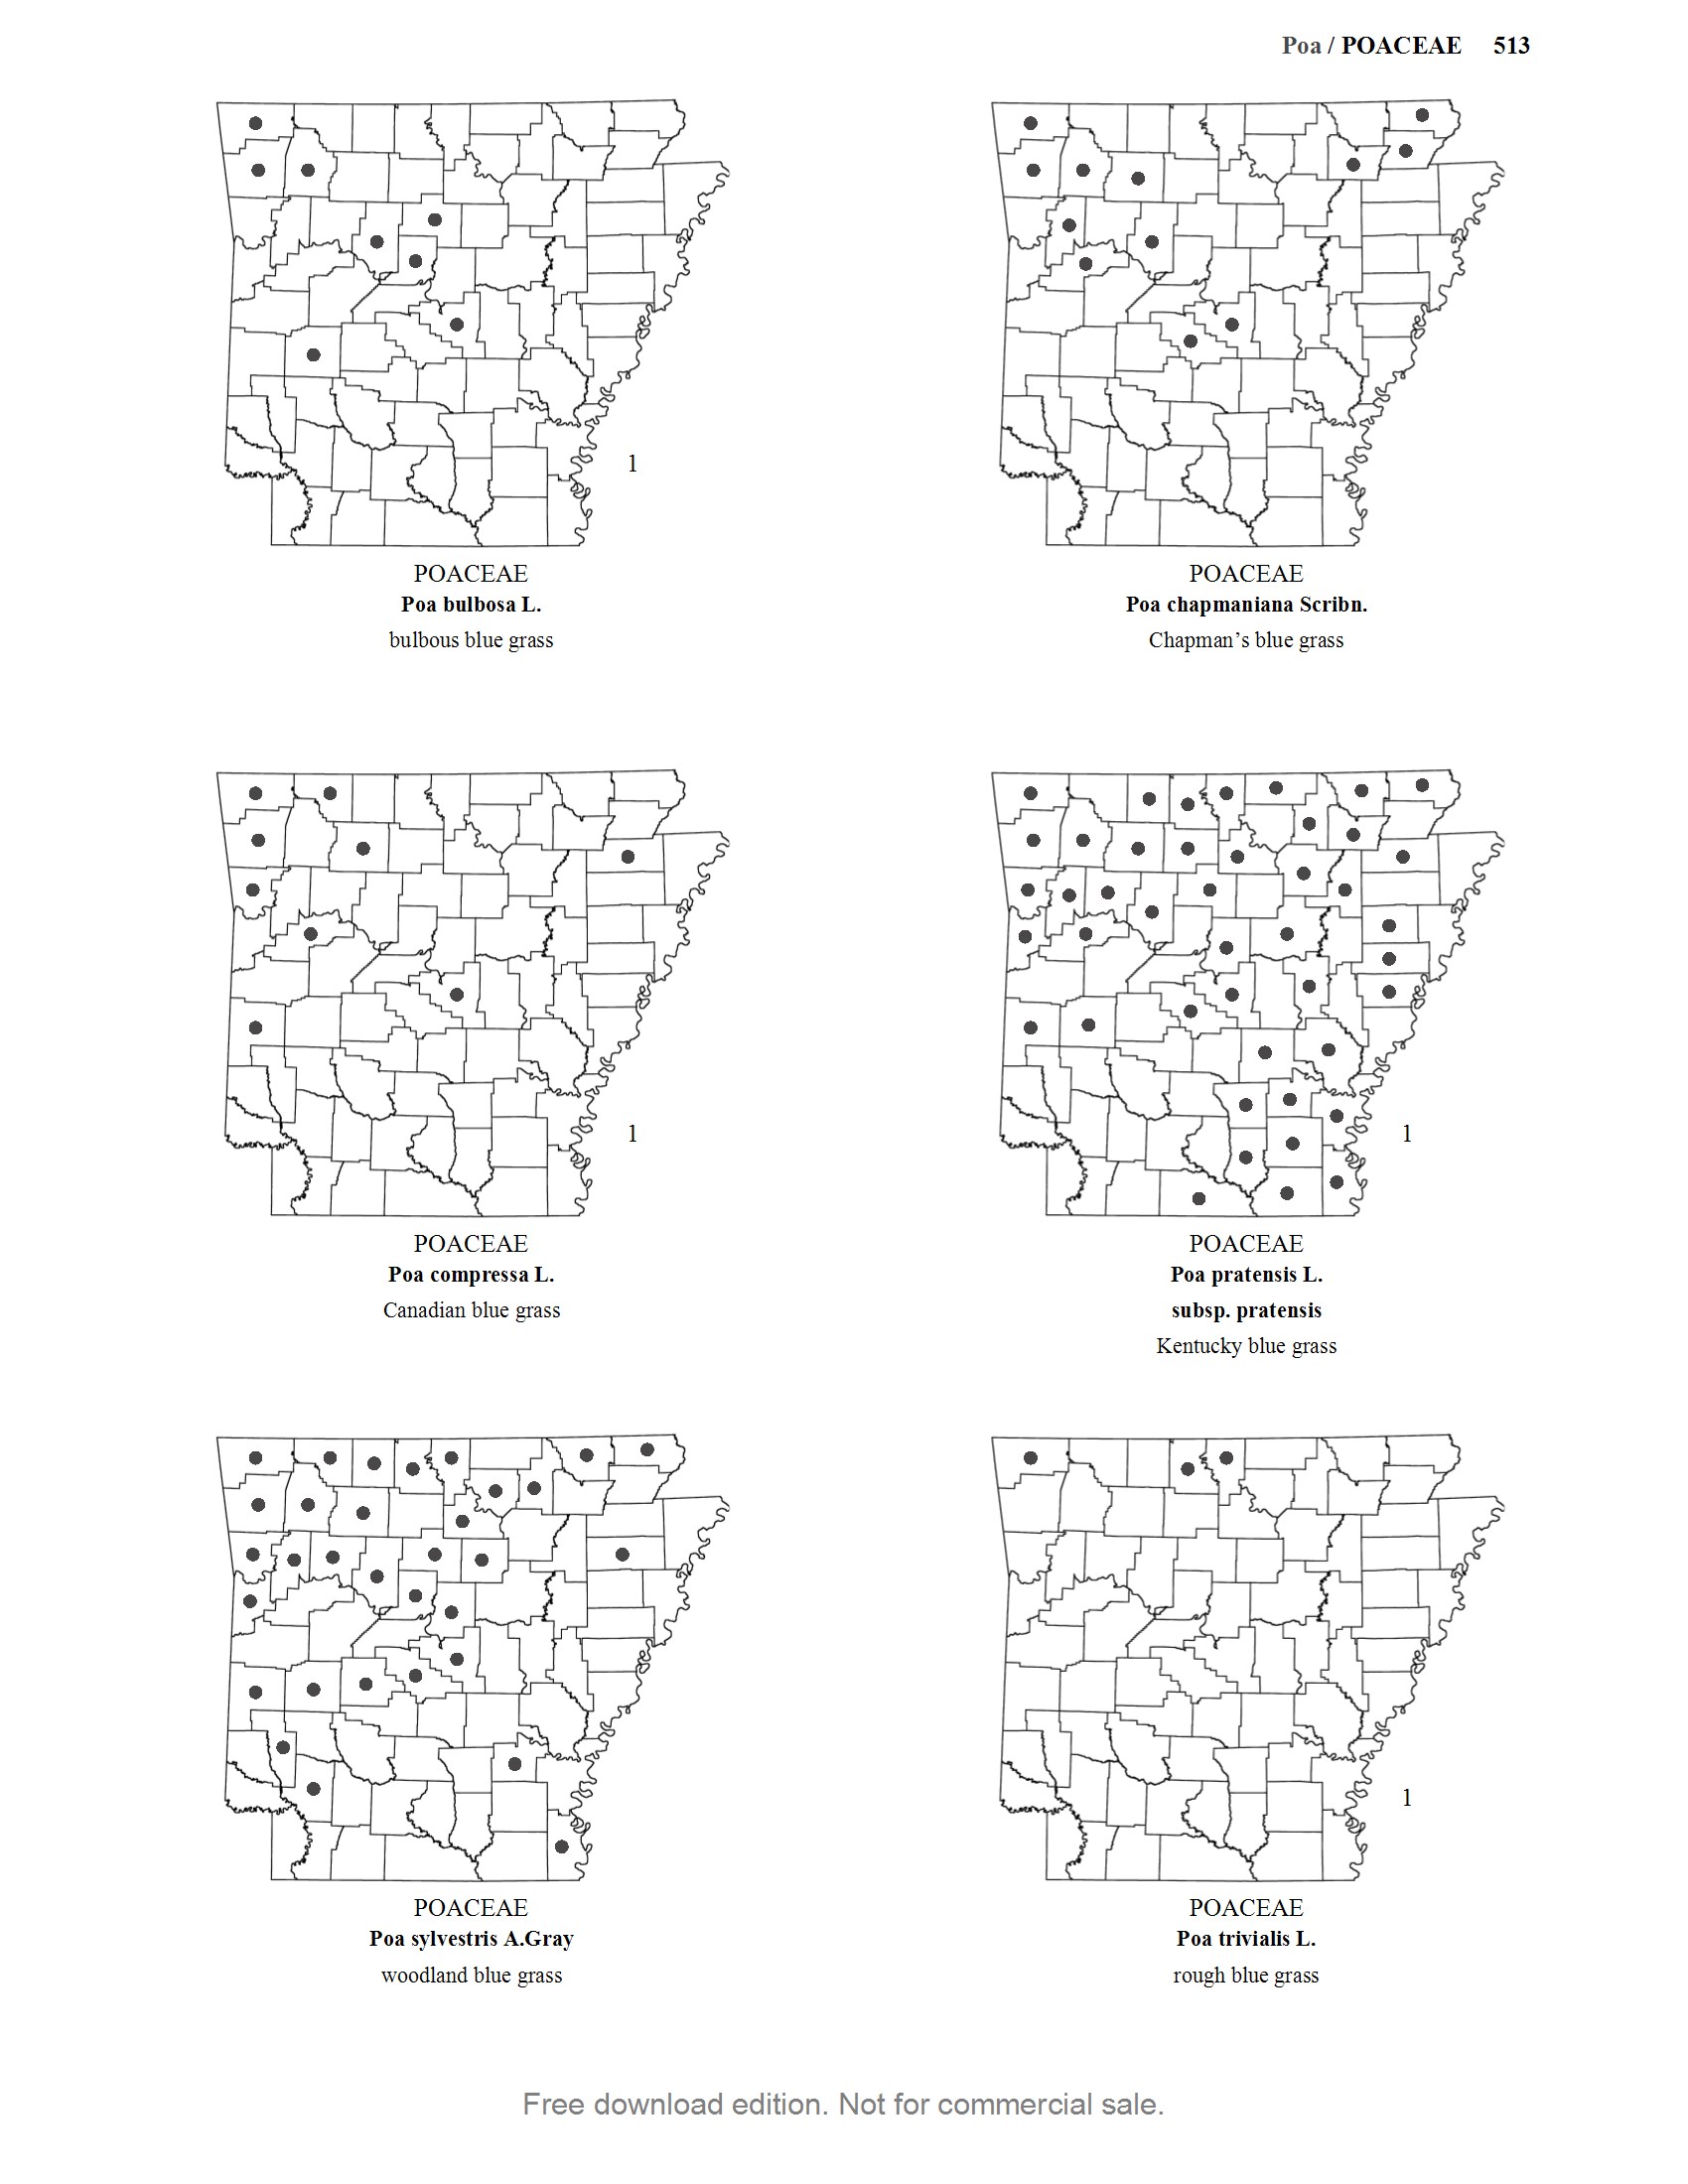 Poa / POACEAE 513
1
POACEAE
Poa bulbosa L.
bulbous blue grass
POACEAE
Poa chapmaniana Scribn.
Chapman’s blue grass
1
POACEAE
Poa compressa L.
Canadian blue grass
1
POACEAE
Poa pratensis L.
subsp. pratensis
Kentucky blue grass
POACEAE
Poa sylvestris A.Gray
woodland blue grass
1
POACEAE
Poa trivialis L.
rough blue grass
Free download edition. Not for commercial sale.